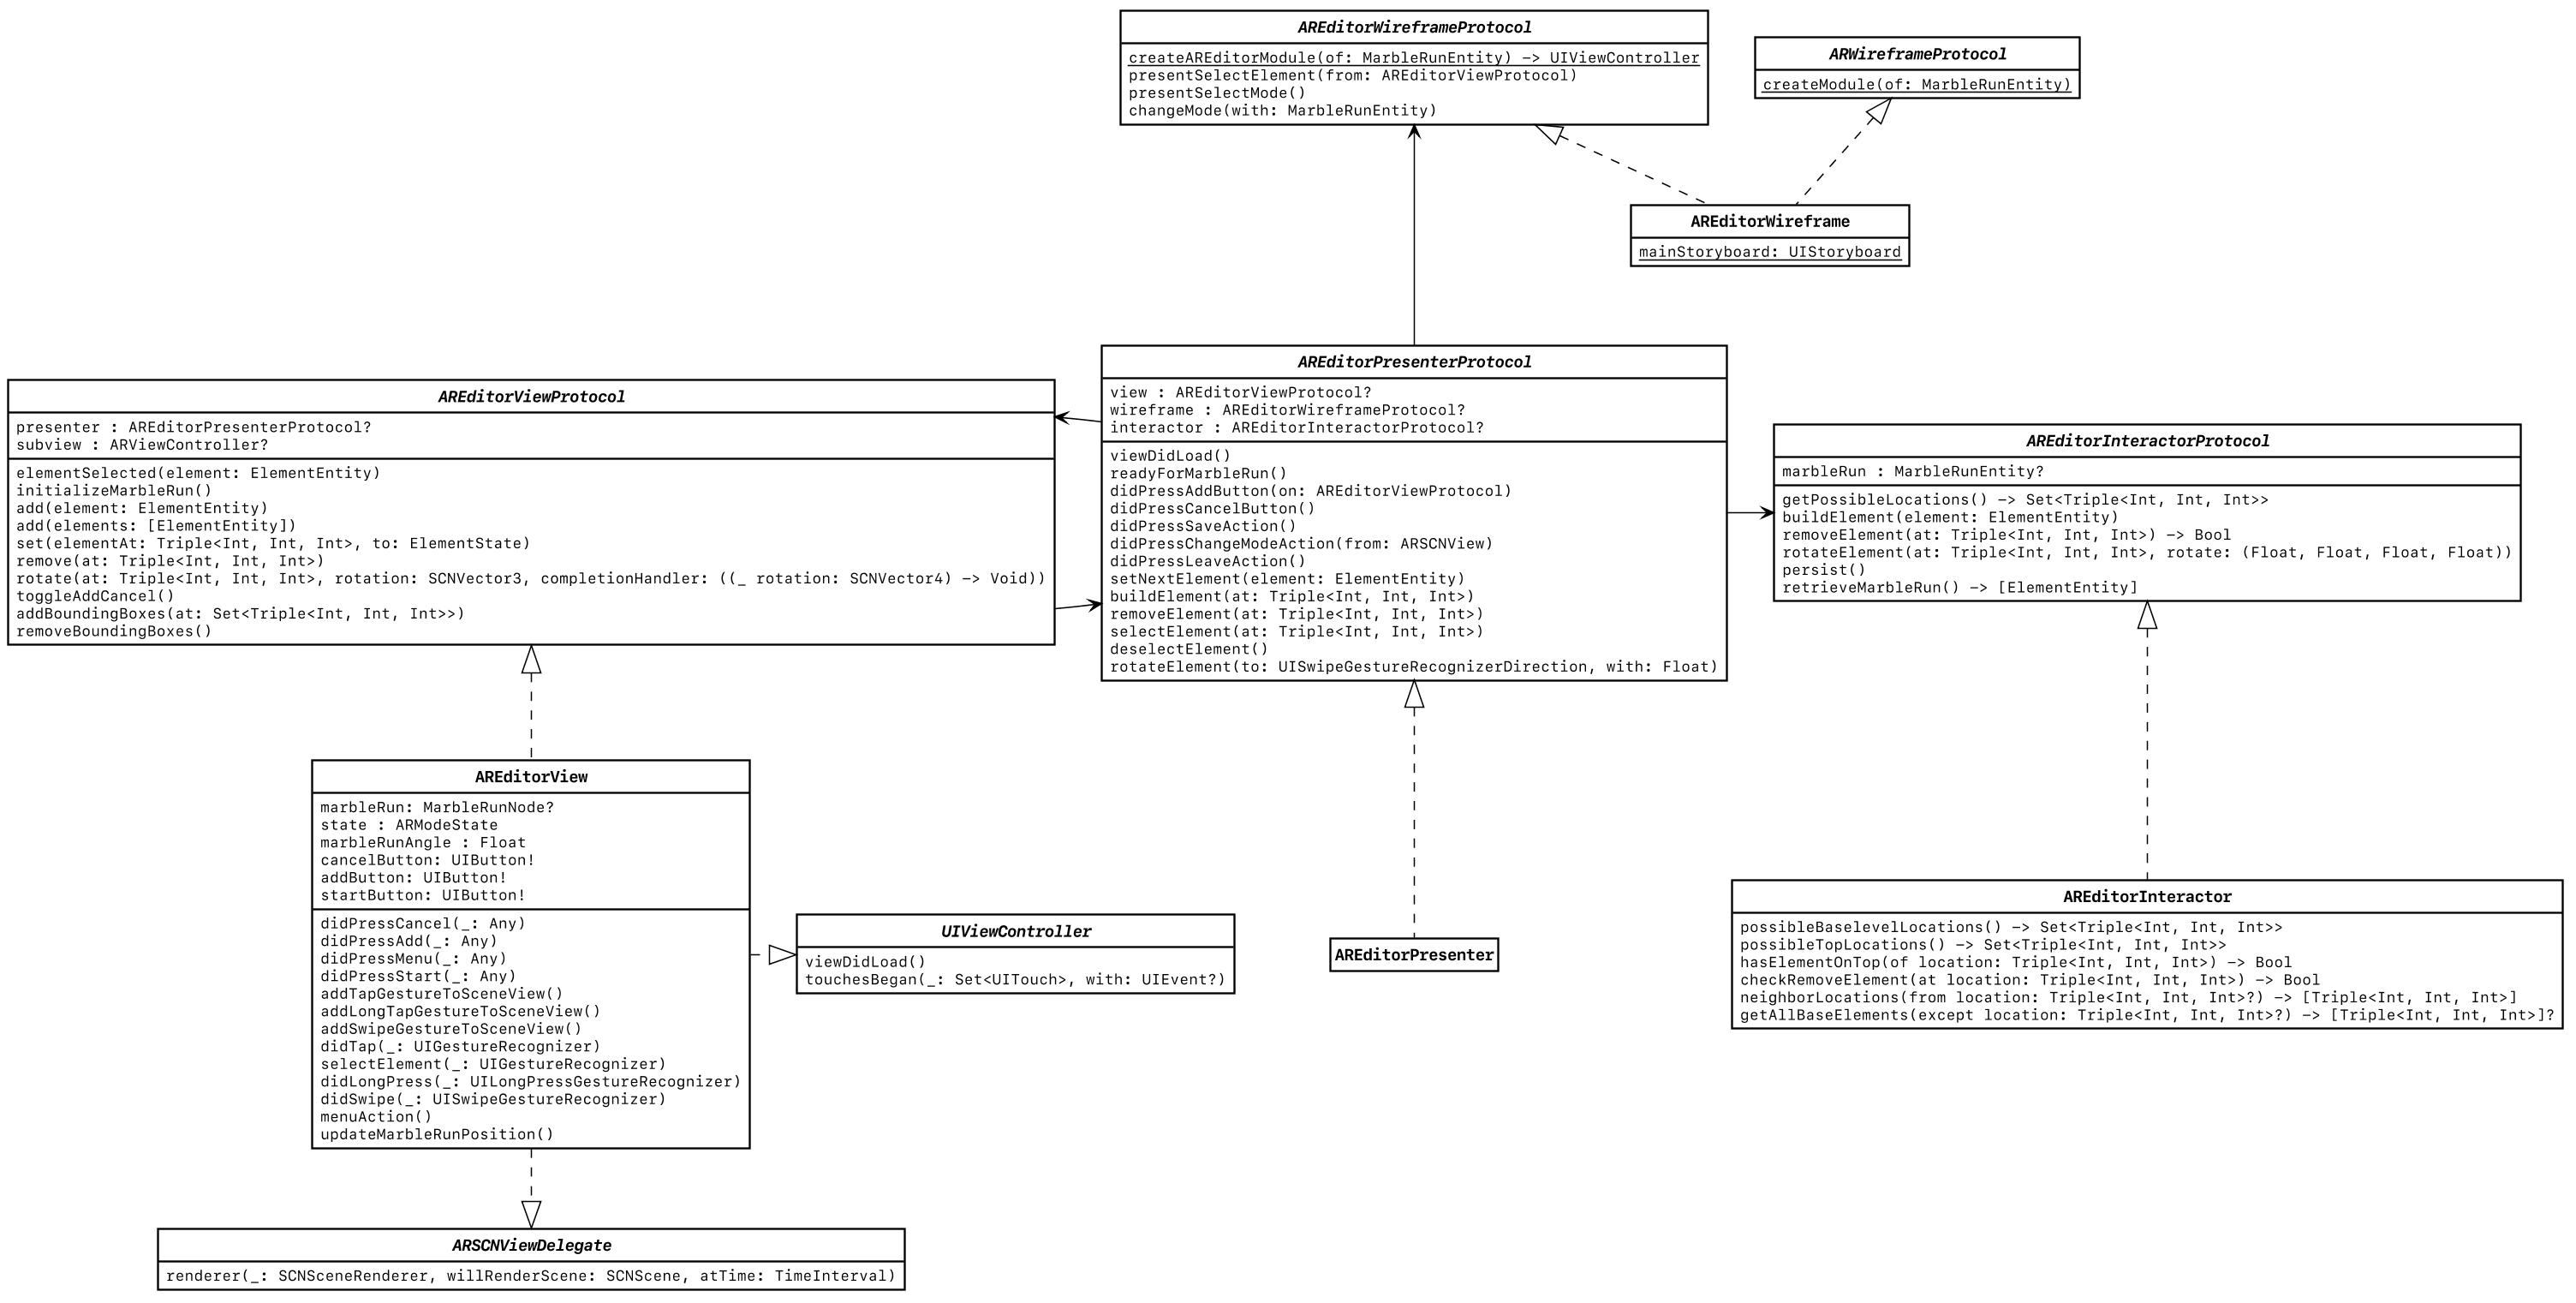 AREditorWireframeProtocol
createAREditorModule(of: MarbleRunEntity) -> UIViewController
presentSelectElement(from: AREditorViewProtocol)
presentSelectMode()
changeMode(with: MarbleRunEntity)
ARWireframeProtocol
createModule(of: MarbleRunEntity)
AREditorWireframe
mainStoryboard: UIStoryboard
AREditorViewProtocol
presenter : AREditorPresenterProtocol?
subview : ARViewController?
elementSelected(element: ElementEntity)
initializeMarbleRun()
add(element: ElementEntity)
add(elements: [ElementEntity])
set(elementAt: Triple<Int, Int, Int>, to: ElementState)
remove(at: Triple<Int, Int, Int>)
rotate(at: Triple<Int, Int, Int>, rotation: SCNVector3, completionHandler: ((_ rotation: SCNVector4) -> Void))
toggleAddCancel()
addBoundingBoxes(at: Set<Triple<Int, Int, Int>>)
removeBoundingBoxes()
AREditorPresenterProtocol
view : AREditorViewProtocol?
wireframe : AREditorWireframeProtocol?
interactor : AREditorInteractorProtocol?
viewDidLoad()
readyForMarbleRun()
didPressAddButton(on: AREditorViewProtocol)
didPressCancelButton()
didPressSaveAction()
didPressChangeModeAction(from: ARSCNView)
didPressLeaveAction()
setNextElement(element: ElementEntity)
buildElement(at: Triple<Int, Int, Int>)
removeElement(at: Triple<Int, Int, Int>)
selectElement(at: Triple<Int, Int, Int>)
deselectElement()
rotateElement(to: UISwipeGestureRecognizerDirection, with: Float)
AREditorInteractorProtocol
marbleRun : MarbleRunEntity?
getPossibleLocations() -> Set<Triple<Int, Int, Int>>
buildElement(element: ElementEntity)
removeElement(at: Triple<Int, Int, Int>) -> Bool
rotateElement(at: Triple<Int, Int, Int>, rotate: (Float, Float, Float, Float))
persist()
retrieveMarbleRun() -> [ElementEntity]
AREditorView
marbleRun: MarbleRunNode?
state : ARModeState
marbleRunAngle : Float
cancelButton: UIButton!
addButton: UIButton!
startButton: UIButton!
didPressCancel(_: Any)
didPressAdd(_: Any)
didPressMenu(_: Any)
didPressStart(_: Any)
addTapGestureToSceneView()
addLongTapGestureToSceneView()
addSwipeGestureToSceneView()
didTap(_: UIGestureRecognizer)
selectElement(_: UIGestureRecognizer)
didLongPress(_: UILongPressGestureRecognizer)
didSwipe(_: UISwipeGestureRecognizer)
menuAction()
updateMarbleRunPosition()
UIViewController
viewDidLoad()
touchesBegan(_: Set<UITouch>, with: UIEvent?)
AREditorPresenter
AREditorInteractor
possibleBaselevelLocations() -> Set<Triple<Int, Int, Int>>
possibleTopLocations() -> Set<Triple<Int, Int, Int>>
hasElementOnTop(of location: Triple<Int, Int, Int>) -> Bool
checkRemoveElement(at location: Triple<Int, Int, Int>) -> Bool
neighborLocations(from location: Triple<Int, Int, Int>?) -> [Triple<Int, Int, Int>]
getAllBaseElements(except location: Triple<Int, Int, Int>?) -> [Triple<Int, Int, Int>]?
ARSCNViewDelegate
renderer(_: SCNSceneRenderer, willRenderScene: SCNScene, atTime: TimeInterval)